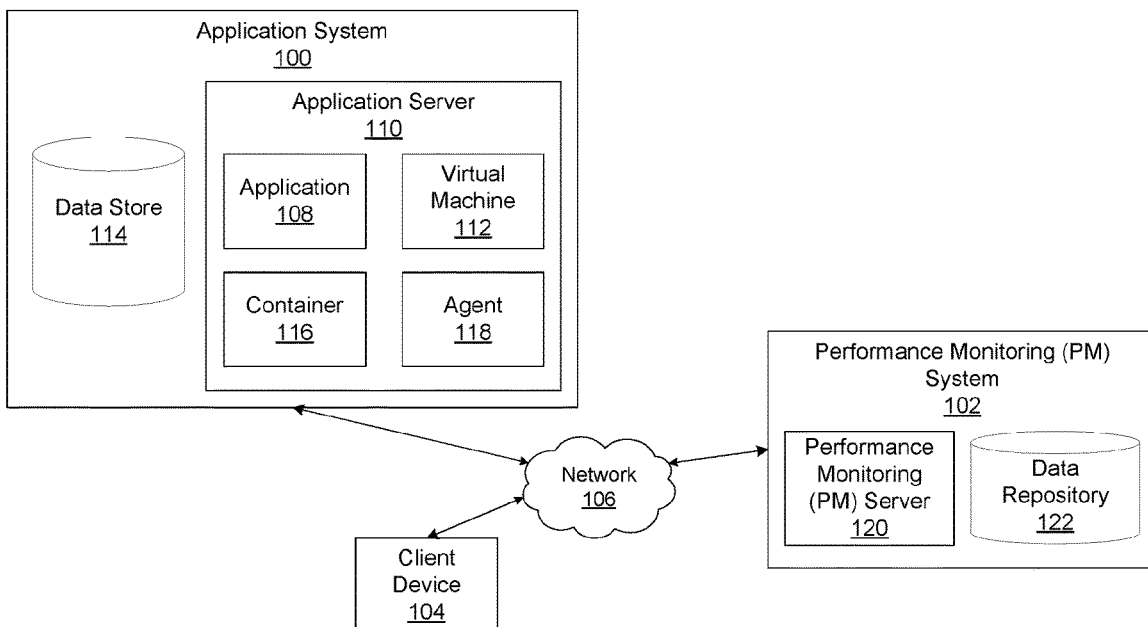 Application System
100
Application Server
110
Data Store
114
Application
108
Virtual
Machine
112
Container
116
Agent
118
Performance Monitoring (PM)
System
102
Performance
Monitoring
(PM) Server
120
Data
Repository
122
Network
106
Client
Device
104